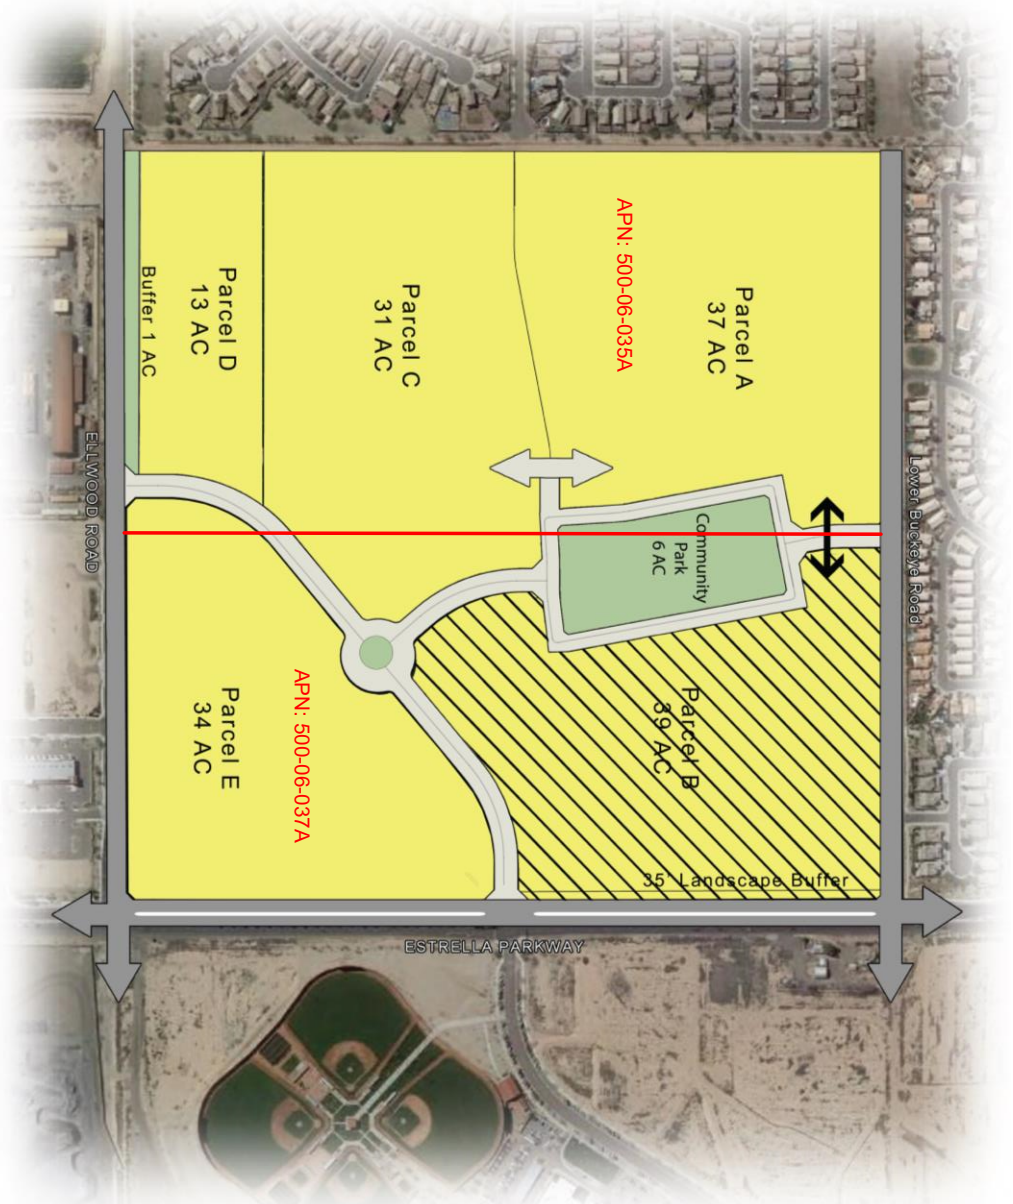 APN: 500-06-035A
Parcel A
37 AC
Parcel C
31 AC
Parcel D
13 AC
Buffer 1 AC
ELLWOOD ROAD
Lower Buckeye Road
Community
Park
6 AC
Parcel B
39 AC
Parcel E
34 AC
APN: 500-06-037A
35' Landscape Buffer
ESTRELLA PARKWAY